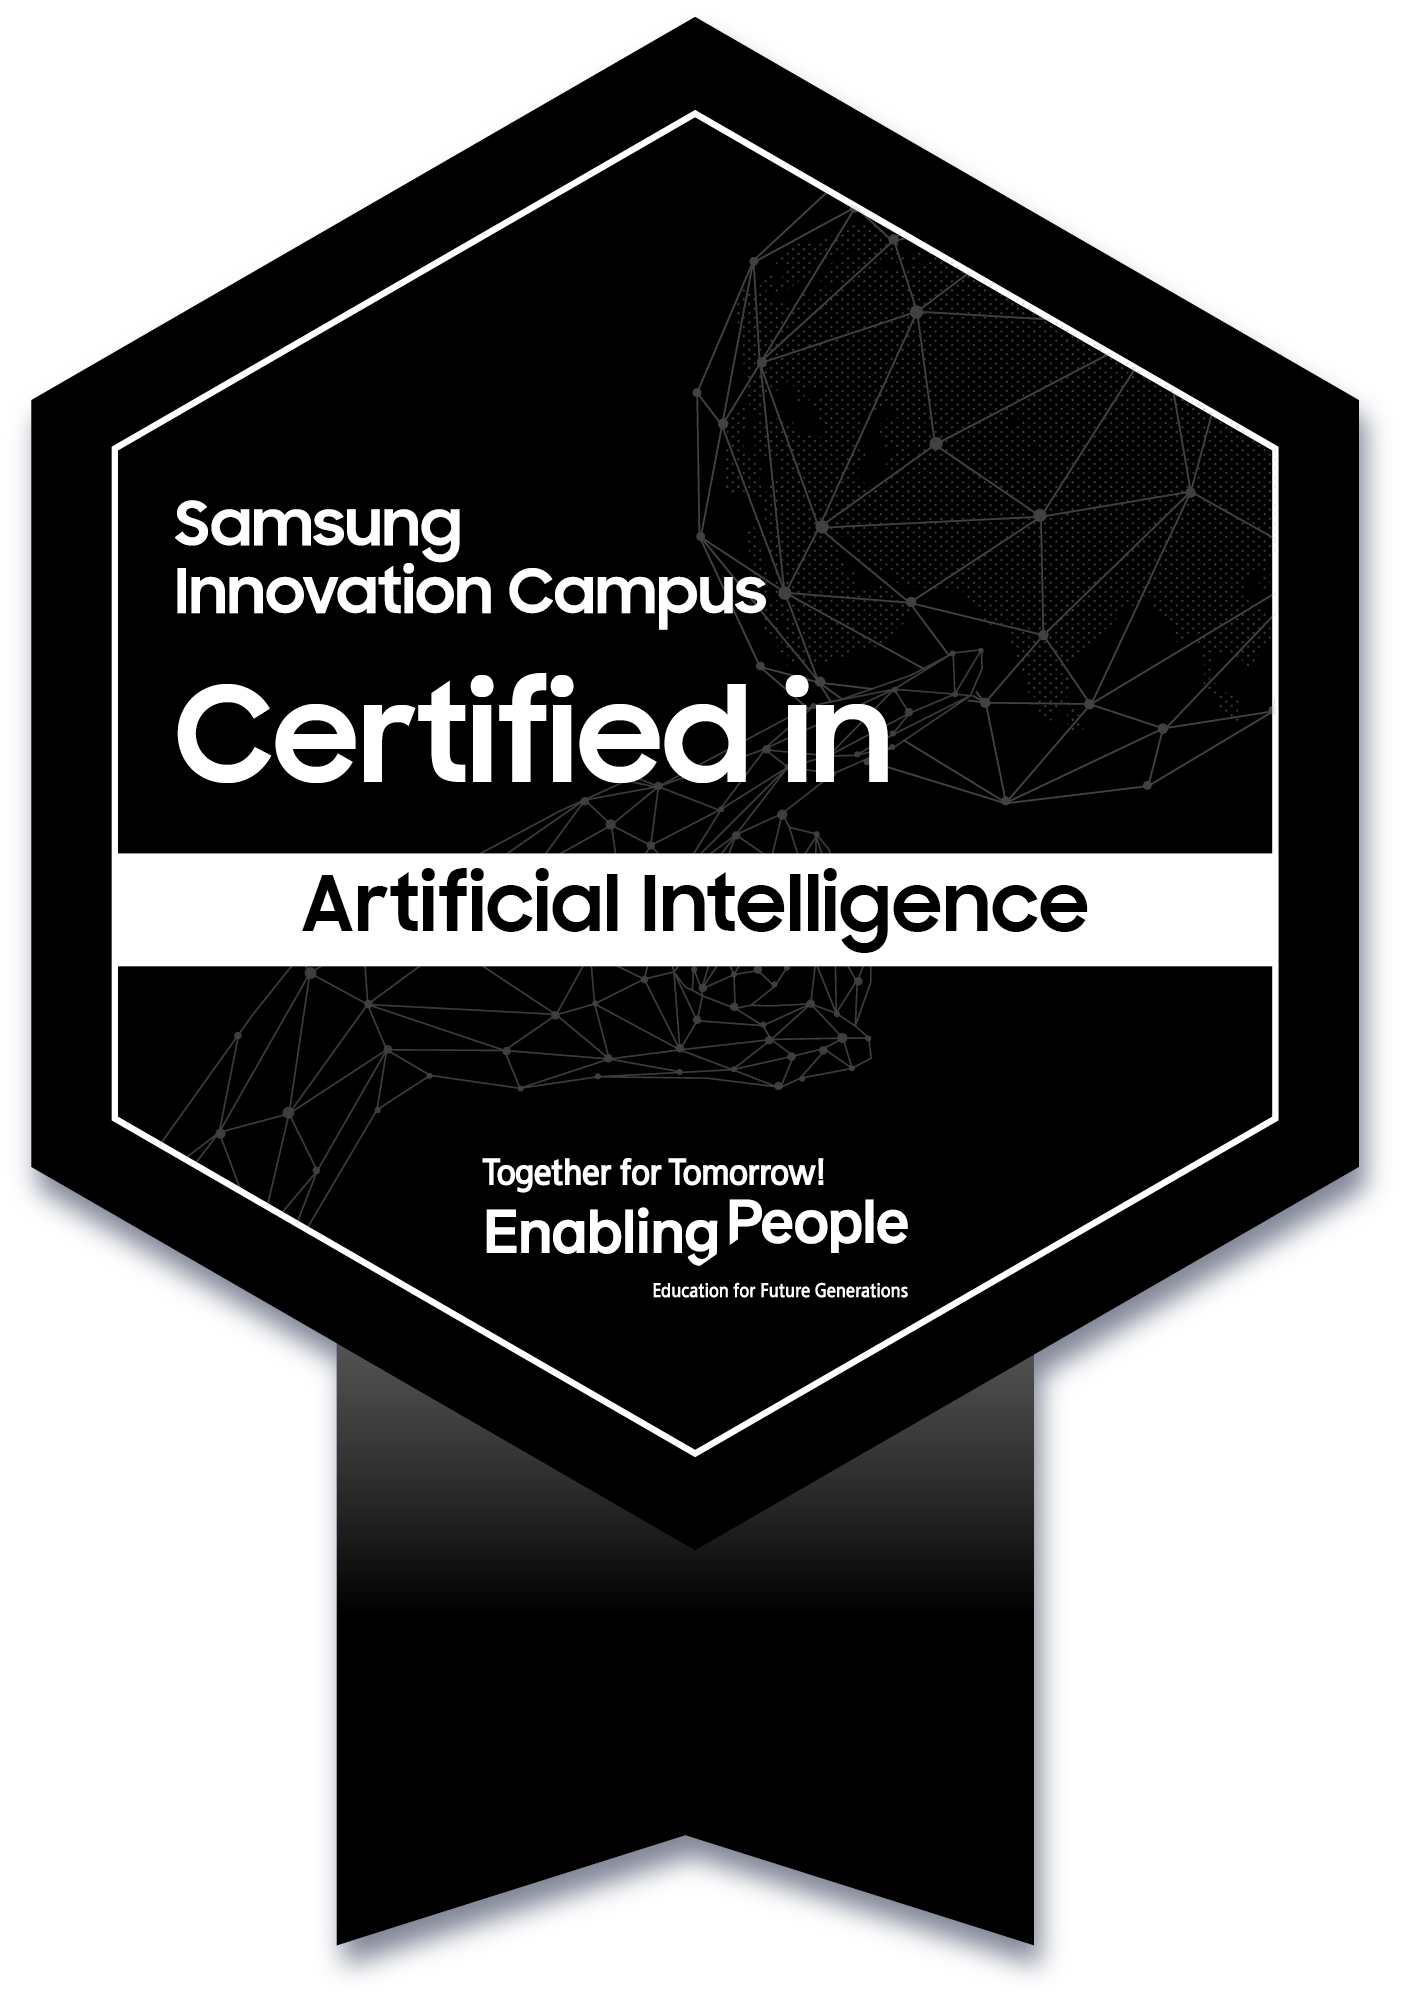 Samsung
Innovation Campus
Certified in
Artificial Intelligence
Together for Tomorrow!
Enabling People
Education for Future Generations